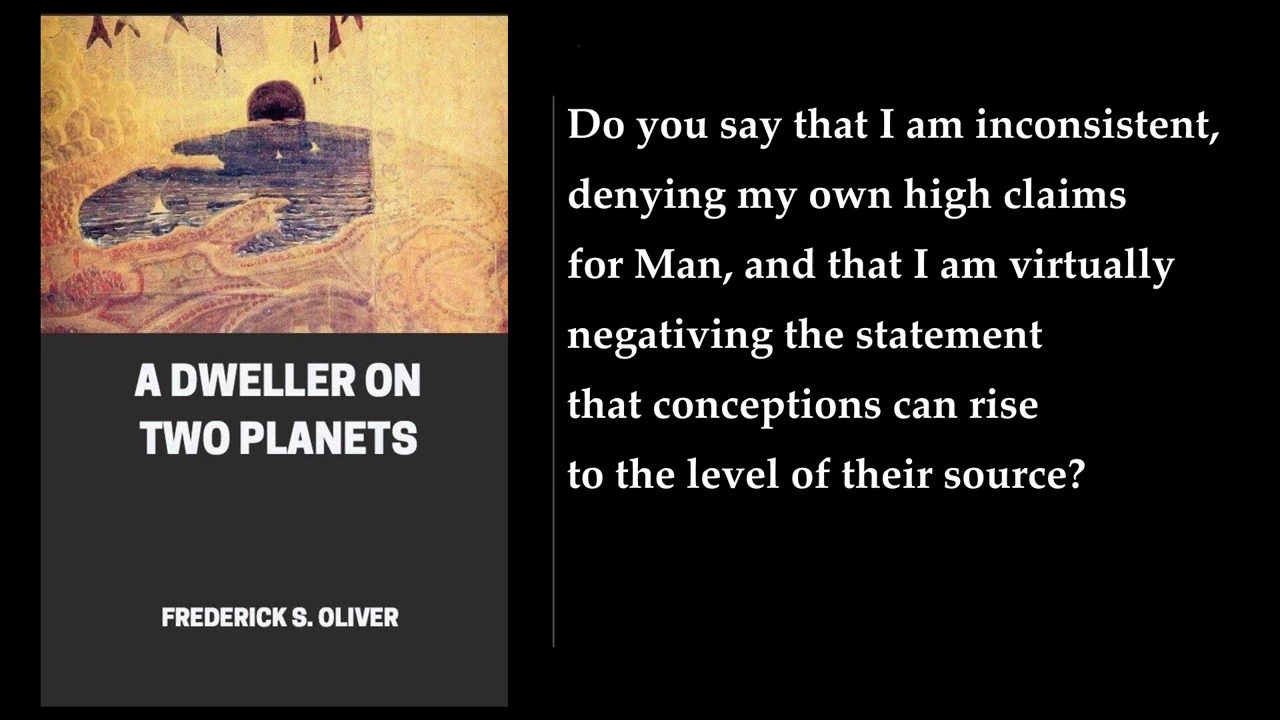 A DWELLER ON
TWO PLANETS
FREDERICK S. OLIVER
Do you say that I am inconsistent,
denying my own high claims
for Man, and that I am virtually
negativing the statement
that conceptions can rise
to the level of their source?